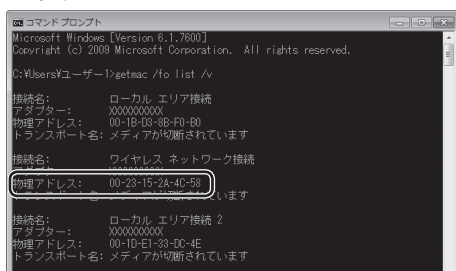 コマンド プロンプト
Microsoft Windows [Version 6.1.7600]
Copyright (c) 2009 Microsoft Corporation. All rights reserved.
C:¥Users¥ユーザー1>getmac /fo list /v
接続名: ローカル エリア接続
アダプター: XXXXXXXXXX
物理アドレス: 00-1B-D3-8B-F0-B0
トランスポート名: メディアが切断されています
接続名: ワイヤレス ネットワーク接続
物理アドレス: 00-23-15-2A-4C-58
接続名: ローカル エリア接続 2
アダプター: XXXXXXXXXX
物理アドレス: 00-1D-E1-33-DC-4E
トランスポート名: メディアが切断されています